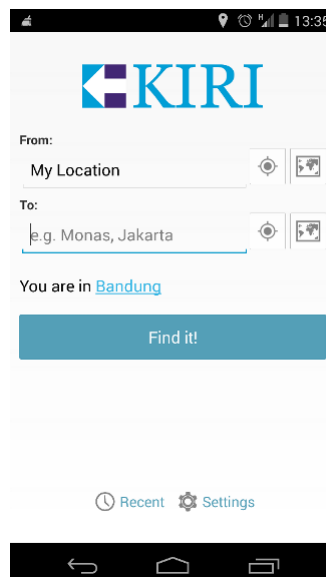 H 13:35
KIRI
From:
My Location
To:
e.g. Monas, Jakarta
You are in Bandung
Find it!
Recent Settings